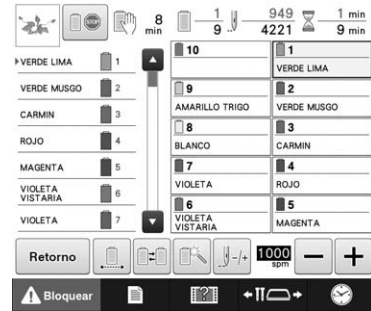 8 min
1 9
949 4221
1 min 9 min
VERDE LIMA 1
VERDE MUSGO 2
CARMIN 3
ROJO 4
MAGENTA 5
VIOLETA VISTARIA 6
VIOLETA 7
10
1 VERDE LIMA
9 AMARILLO TRIGO
2 VERDE MUSGO
8 BLANCO
3 CARMIN
7 VIOLETA
4 ROJO
6 VIOLETA VISTARIA
5 MAGENTA
Retorno
-/+
1000 spm
− +
Bloquear